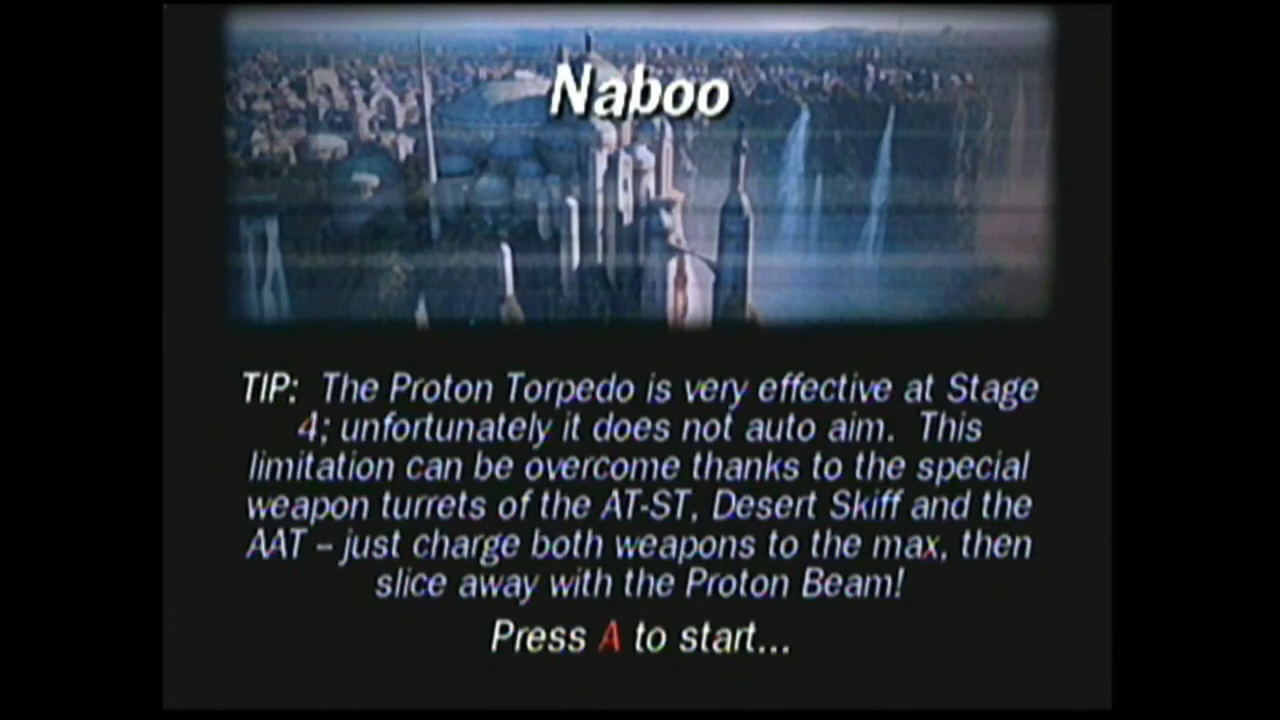 Naboo
TIP: The Proton Torpedo is very effective at Stage
4; unfortunately it does not auto aim. This
limitation can be overcome thanks to the special
weapon turrets of the AT-ST, Desert Skiff and the
AAT – just charge both weapons to the max, then
slice away with the Proton Beam!
Press A to start...